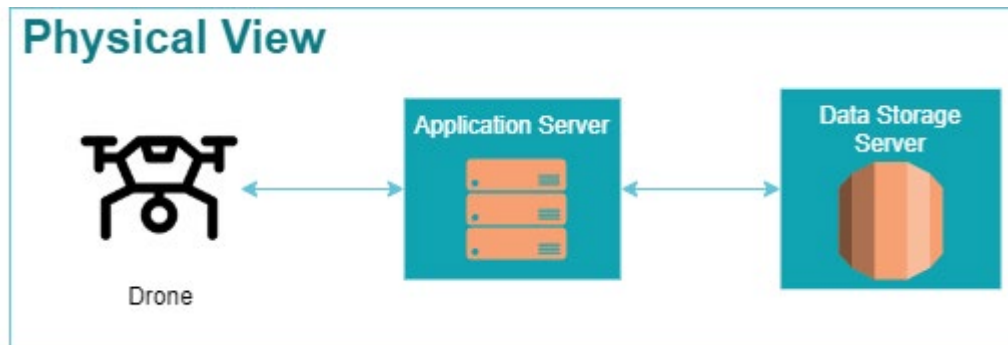 Physical View
Application Server
Data Storage
Server
Drone